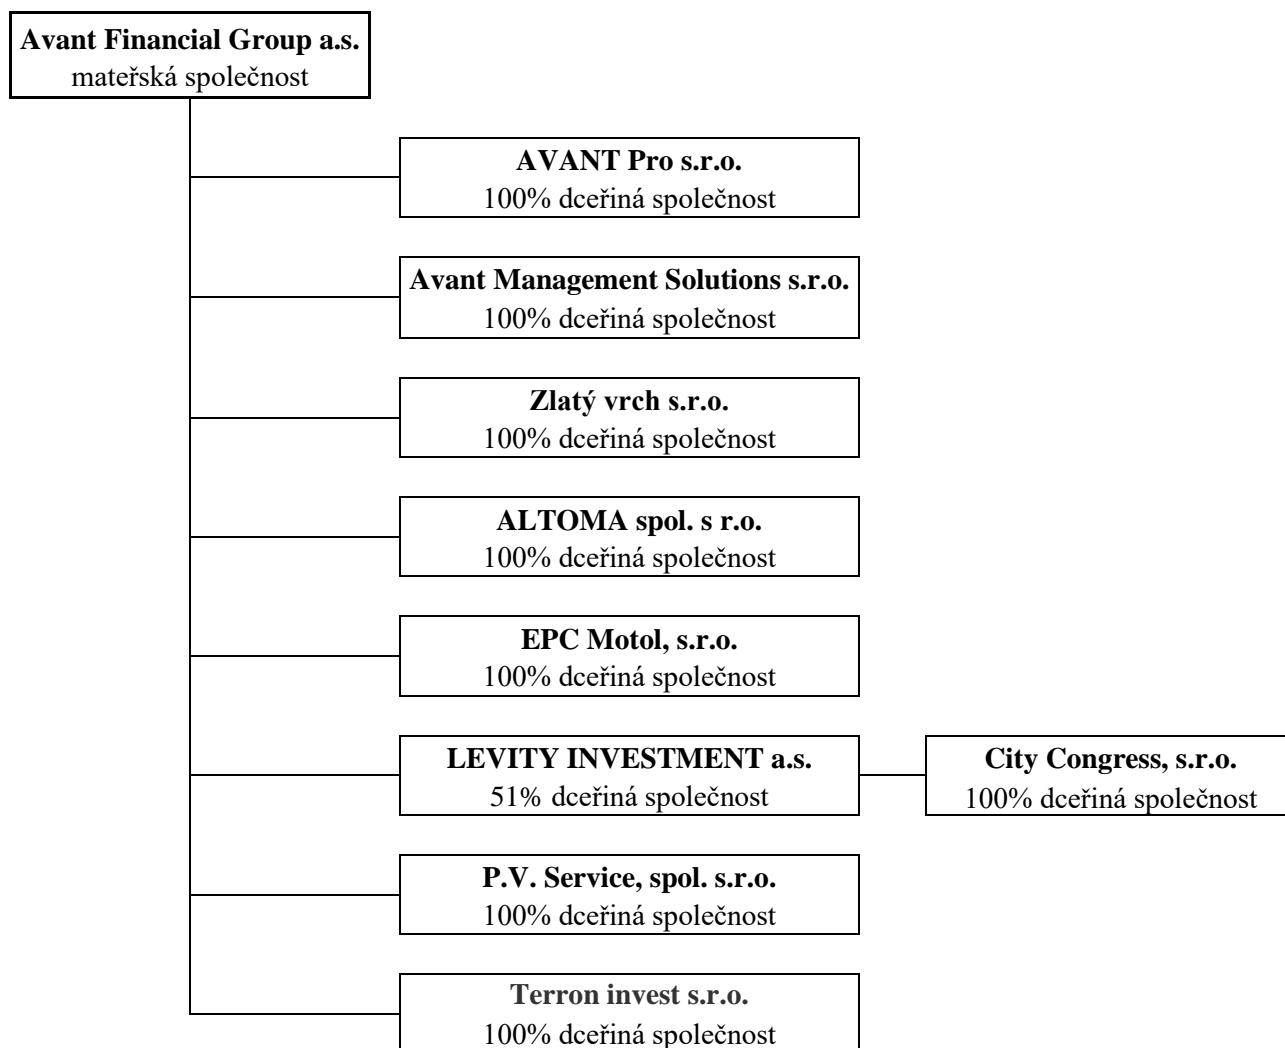 Avant Financial Group a.s.
mateřská společnost
AVANT Pro s.r.o.
100% dceřiná společnost
Avant Management Solutions s.r.o.
100% dceřiná společnost
Zlatý vrch s.r.o.
100% dceřiná společnost
ALTOMA spol. s r.o.
100% dceřiná společnost
EPC Motol, s.r.o.
100% dceřiná společnost
LEVITY INVESTMENT a.s.
51% dceřiná společnost
City Congress, s.r.o.
100% dceřiná společnost
P.V. Service, spol. s.r.o.
100% dceřiná společnost
Terron invest s.r.o.
100% dceřiná společnost